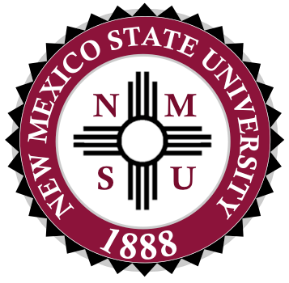 NEW MEXICO STATE UNIVERSITY
N M
S U
1888